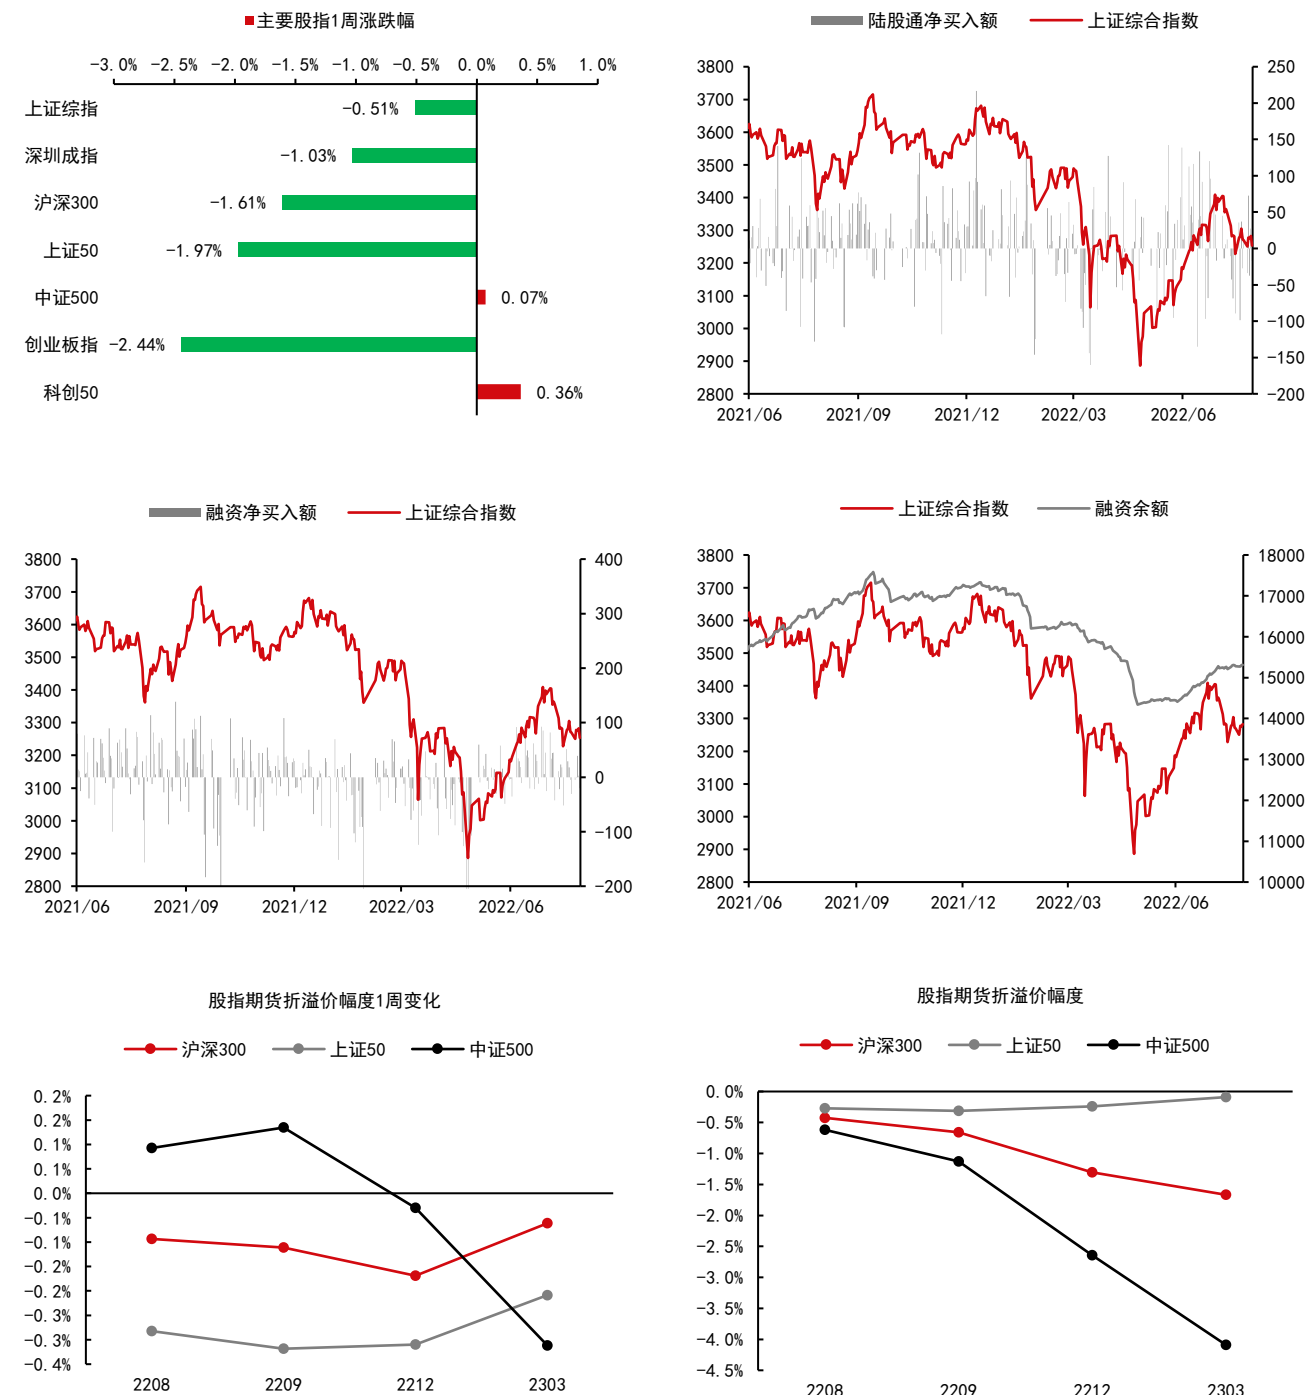 主要股指1周涨跌幅
-3.0% -2.5% -2.0% -1.5% -1.0% -0.5% 0.0% 0.5% 1.0%
上证综指 -0.51%
深圳成指 -1.03%
沪深300 -1.61%
上证50 -1.97%
中证500 0.07%
创业板指 -2.44%
科创50 0.36%
陆股通净买入额 上证综合指数
3800 250
3700 200
3600 150
3500 100
3400 50
3300 0
3200 -50
3100 -100
3000 -150
2900 -200
2800
2021/06 2021/09 2021/12 2022/03 2022/06
融资净买入额 上证综合指数
3800 400
3700 300
3600 200
3500 100
3400 0
3300 -100
3200 -200
3100
3000
2900
2800
2021/06 2021/09 2021/12 2022/03 2022/06
上证综合指数 融资余额
3800 18000
3700 17000
3600 16000
3500 15000
3400 14000
3300 13000
3200 12000
3100 11000
3000 10000
2900
2800
2021/06 2021/09 2021/12 2022/03 2022/06
股指期货折溢价幅度1周变化
沪深300 上证50 中证500
0.2%
0.2%
0.1%
0.1%
0.0%
-0.1%
-0.1%
-0.2%
-0.2%
-0.3%
-0.3%
-0.4%
2208 2209 2212 2303
股指期货折溢价幅度
沪深300 上证50 中证500
0.0%
-0.5%
-1.0%
-1.5%
-2.0%
-2.5%
-3.0%
-3.5%
-4.0%
-4.5%
2208 2209 2212 2303